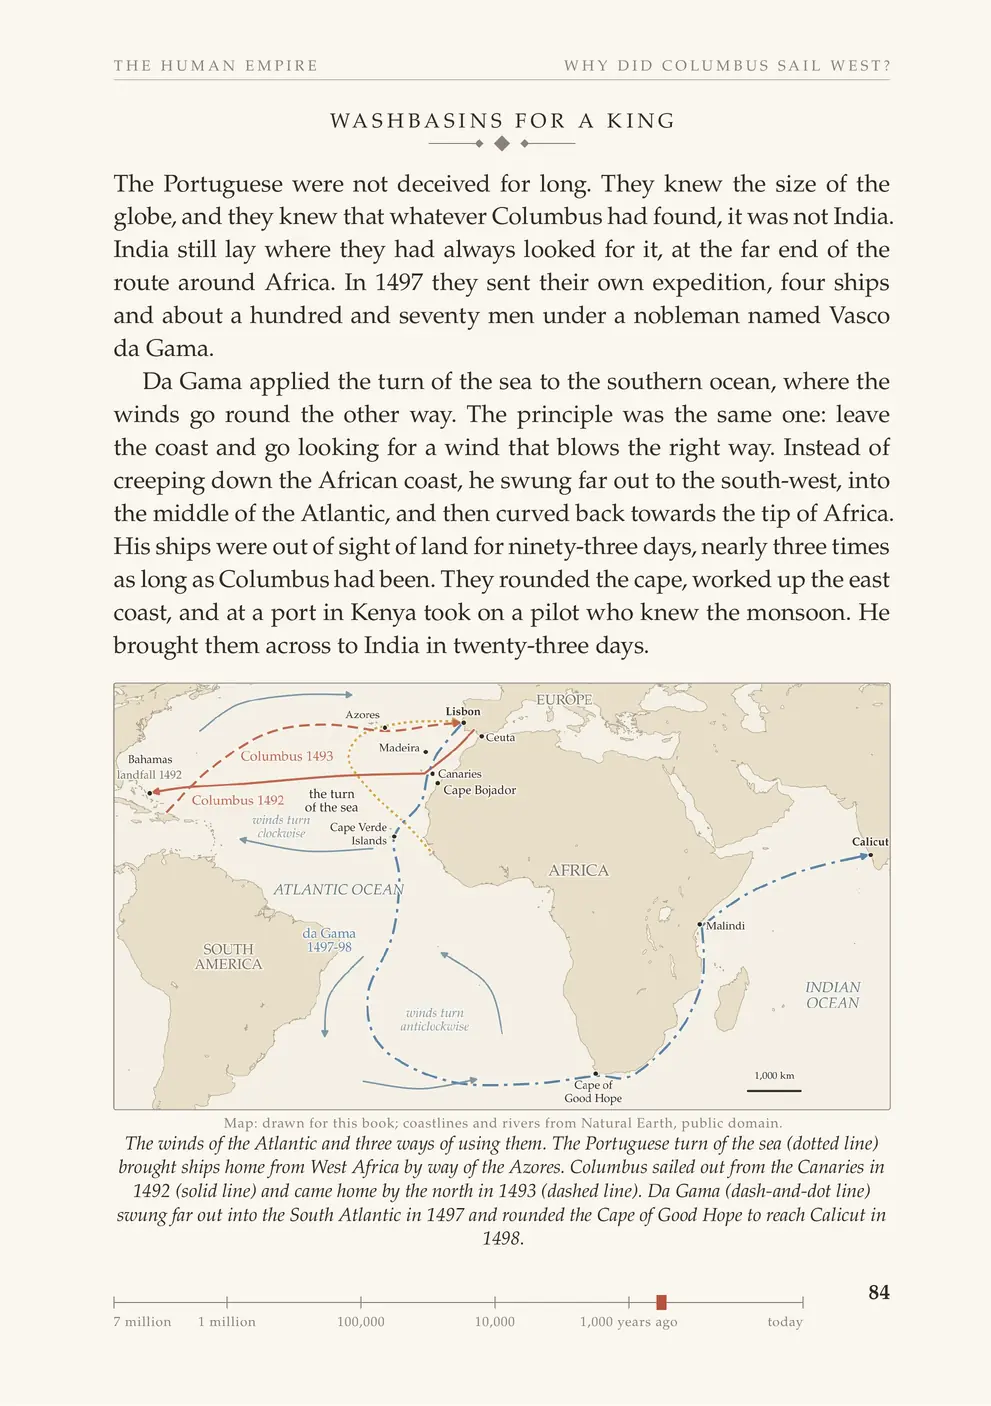 THE HUMAN EMPIRE
WHY DID COLUMBUS SAIL WEST?
WASHBASINS FOR A KING
The Portuguese were not deceived for long. They knew the size of the
globe, and they knew that whatever Columbus had found, it was not India.
India still lay where they had always looked for it, at the far end of the
route around Africa. In 1497 they sent their own expedition, four ships
and about a hundred and seventy men under a nobleman named Vasco
da Gama.
Da Gama applied the turn of the sea to the southern ocean, where the
winds go round the other way. The principle was the same one: leave
the coast and go looking for a wind that blows the right way. Instead of
creeping down the African coast, he swung far out to the south-west, into
the middle of the Atlantic, and then curved back towards the tip of Africa.
His ships were out of sight of land for ninety-three days, nearly three times
as long as Columbus had been. They rounded the cape, worked up the east
coast, and at a port in Kenya took on a pilot who knew the monsoon. He
brought them across to India in twenty-three days.
EUROPE
Azores
Lisbon
Ceuta
Madeira
Columbus 1493
Bahamas
landfall 1492
Canaries
Cape Bojador
Columbus 1492
the turn
of the sea
winds turn
clockwise
Cape Verde
Islands
Calicut
AFRICA
ATLANTIC OCEAN
da Gama
1497-98
Malindi
SOUTH
AMERICA
INDIAN
OCEAN
winds turn
anticlockwise
1,000 km
Cape of
Good Hope
Map: drawn for this book; coastlines and rivers from Natural Earth, public domain.
The winds of the Atlantic and three ways of using them. The Portuguese turn of the sea (dotted line)
brought ships home from West Africa by way of the Azores. Columbus sailed out from the Canaries in
1492 (solid line) and came home by the north in 1493 (dashed line). Da Gama (dash-and-dot line)
swung far out into the South Atlantic in 1497 and rounded the Cape of Good Hope to reach Calicut in
1498.
84
7 million
1 million
100,000
10,000
1,000 years ago
today